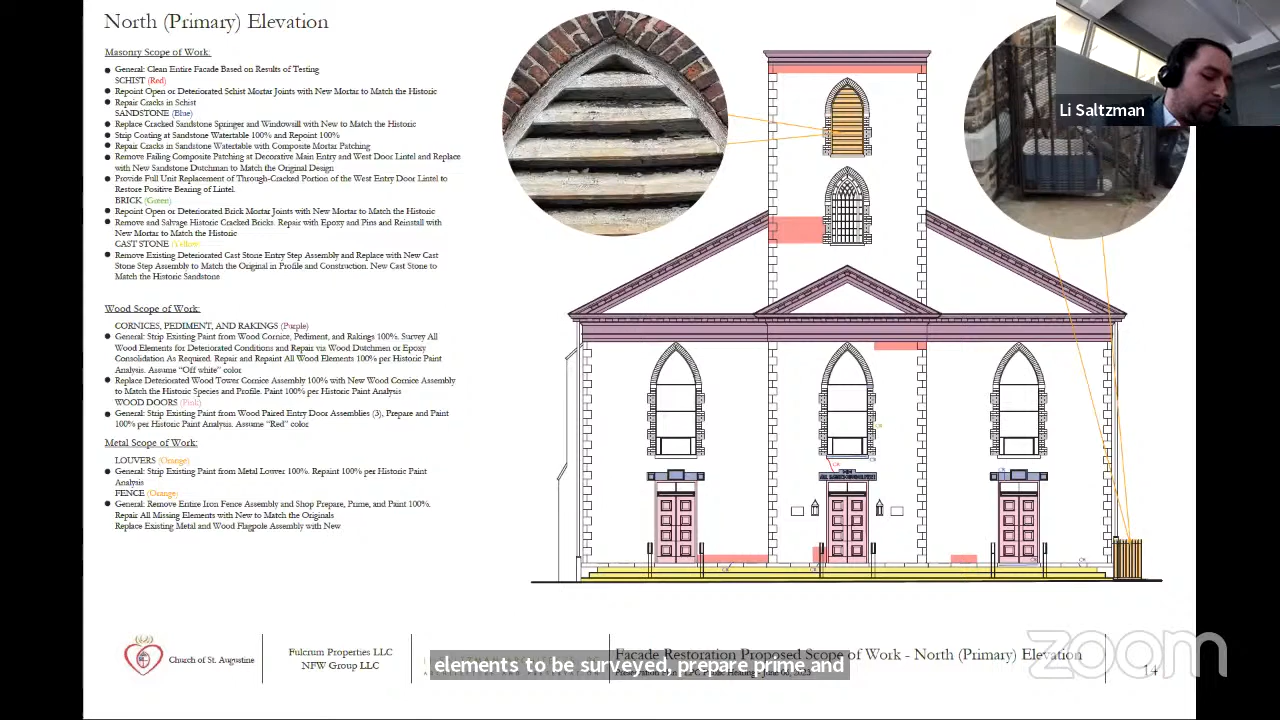 North (Primary) Elevation
Masonry Scope of Work:
General: Clean Entire Facade Based on Results of Testing
SCHIST (Red)
Repoint Open or Deteriorated Schist Mortar Joints with New Mortar to Match the Historic
Repair Cracks in Schist
SANDSTONE (Blue)
Replace Cracked Sandstone Springer and Windowsill with New to Match the Historic
Strip Coating at Sandstone Watertable 100% and Repoint 100%
Repair Cracks in Sandstone Watertable with Composite Mortar Patching
Remove Failing Composite Patching at Decorative Main Entry and West Door Lintel and Replace
with New Sandstone Dutchman to Match the Original Design
Provide Full Unit Replacement of Through-Cracked Portion of the West Entry Door Lintel to
Restore Positive Bearing of Lintel.
BRICK (Green)
Repoint Open or Deteriorated Brick Mortar Joints with New Mortar to Match the Historic
Remove and Salvage Historic Cracked Bricks. Repair with Epoxy and Pins and Reinstall with
New Mortar to Match the Historic
CAST STONE (Yellow)
Remove Existing Deteriorated Cast Stone Entry Step Assembly and Replace with New Cast
Stone Step Assembly to Match the Original in Profile and Construction. New Cast Stone to
Match the Historic Sandstone
Wood Scope of Work:
CORNICES, PEDIMENT, AND RAKINGS (Purple)
General: Strip Existing Paint from Wood Cornice, Pediment, and Rakings 100%. Survey All
Wood Elements for Deteriorated Conditions and Repair via Wood Dutchmen or Epoxy
Consolidation As Required. Repair and Repaint All Wood Elements 100% per Historic Paint
Analysis. Assume “Off white” color
Replace Deteriorated Wood Tower Cornice Assembly 100% with New Wood Cornice Assembly
to Match the Historic Species and Profile. Paint 100% per Historic Paint Analysis
WOOD DOORS (Pink)
General: Strip Existing Paint from Wood Paired Entry Door Assemblies (3), Prepare and Paint
100% per Historic Paint Analysis. Assume “Red” color
Metal Scope of Work:
LOUVERS (Orange)
General: Strip Existing Paint from Metal Louver 100%. Repaint 100% per Historic Paint
Analysis
FENCE (Orange)
General: Remove Entire Iron Fence Assembly and Shop Prepare, Prime, and Paint 100%.
Repair All Missing Elements with New to Match the Originals
Replace Existing Metal and Wood Flagpole Assembly with New
Li Saltzman
CR
CR
CR
CR
Church of St. Augustine
Fulcrum Properties LLC
NFW Group LLC
Facade Restoration Proposed Scope of Work - North (Primary) Elevation
elements to be surveyed, prepare prime and
14
zoom